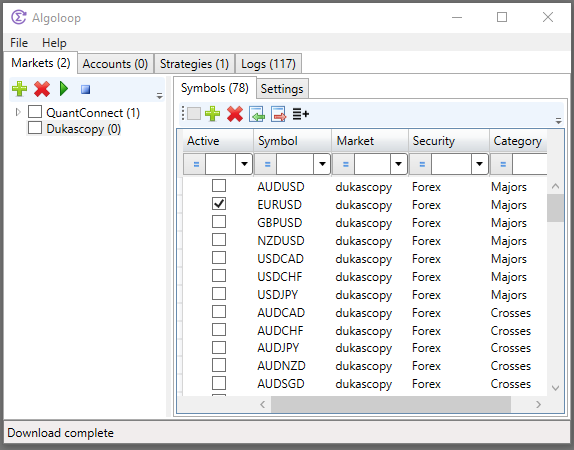 Algoloop
File Help
Markets (2) Accounts (0) Strategies (1) Logs (117)
QuantConnect (1)
Dukascopy (0)
Symbols (78) Settings
Active Symbol Market Security Category
= = = = =
AUDUSD dukascopy Forex Majors
EURUSD dukascopy Forex Majors
GBPUSD dukascopy Forex Majors
NZDUSD dukascopy Forex Majors
USDCAD dukascopy Forex Majors
USDCHF dukascopy Forex Majors
USDJPY dukascopy Forex Majors
AUDCAD dukascopy Forex Crosses
AUDCHF dukascopy Forex Crosses
AUDJPY dukascopy Forex Crosses
AUDNZD dukascopy Forex Crosses
AUDSGD dukascopy Forex Crosses
Download complete